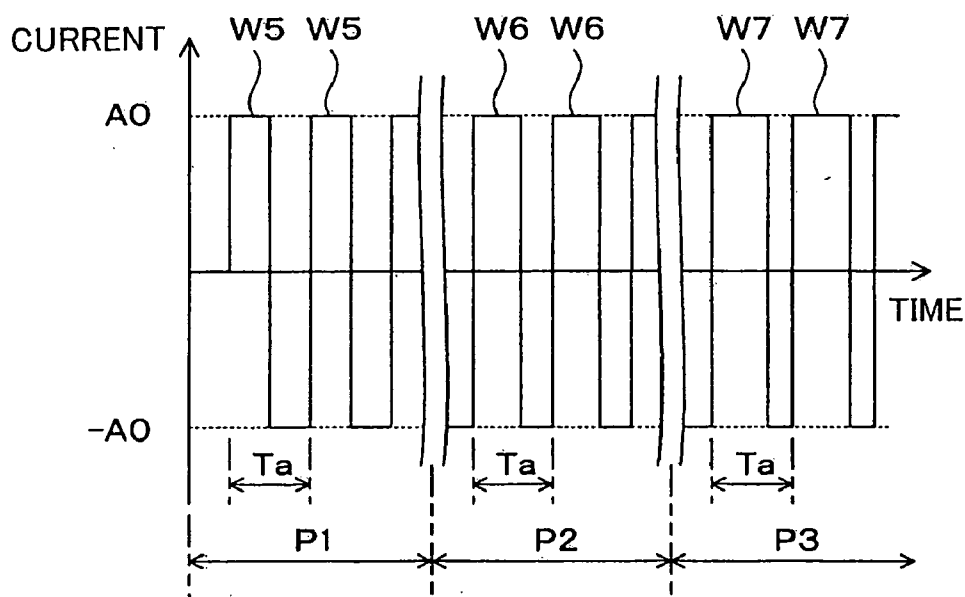 CURRENT
W5 W5 W6 W6 W7 W7
A0
TIME
-A0
Ta Ta Ta
P1 P2 P3